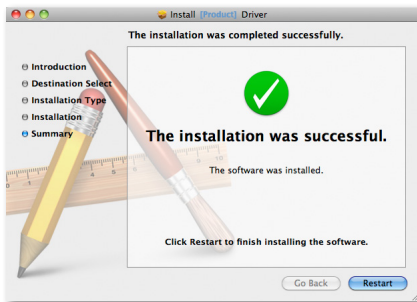 Install [Product] Driver
The installation was completed successfully.
Introduction
Destination Select
Installation Type
Installation
Summary
The installation was successful.
The software was installed.
Click Restart to finish installing the software.
Go Back
Restart